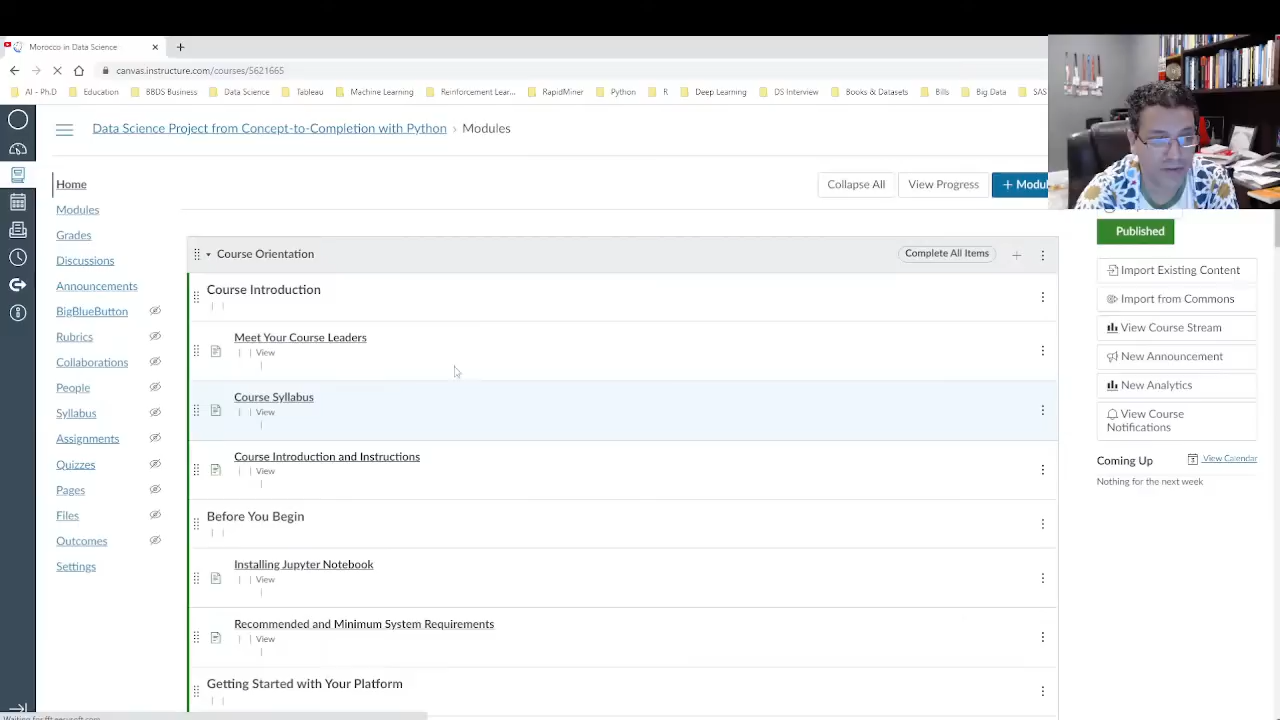 Morocco in Data Science
canvas.instructure.com/courses/5621665
AI - Ph.D
Education
BBDS Business
Data Science
Tableau
Machine Learning
Reinforcement Lear...
RapidMiner
Python
R
Deep Learning
DS Interview
Books & Datasets
Bills
Big Data
SAS
Data Science Project from Concept-to-Completion with Python > Modules
Home
Modules
Grades
Discussions
Announcements
BigBlueButton
Rubrics
Collaborations
People
Syllabus
Assignments
Quizzes
Pages
Files
Outcomes
Settings
Collapse All
View Progress
+ Modul
Course Orientation
Complete All Items
Course Introduction
Meet Your Course Leaders
View
Course Syllabus
View
Course Introduction and Instructions
View
Before You Begin
Installing Jupyter Notebook
View
Recommended and Minimum System Requirements
View
Getting Started with Your Platform
Published
Import Existing Content
Import from Commons
View Course Stream
New Announcement
New Analytics
View Course
Notifications
Coming Up
View Calendar
Nothing for the next week